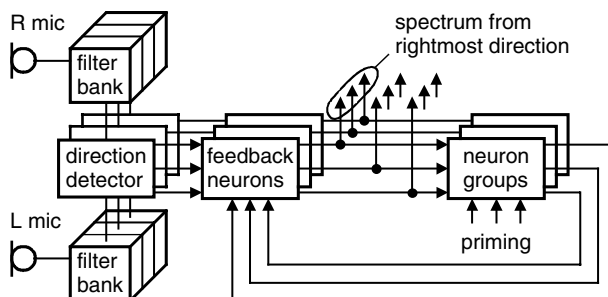 R mic
filter
bank
spectrum from
rightmost direction
direction
detector
feedback
neurons
neuron
groups
L mic
filter
bank
priming